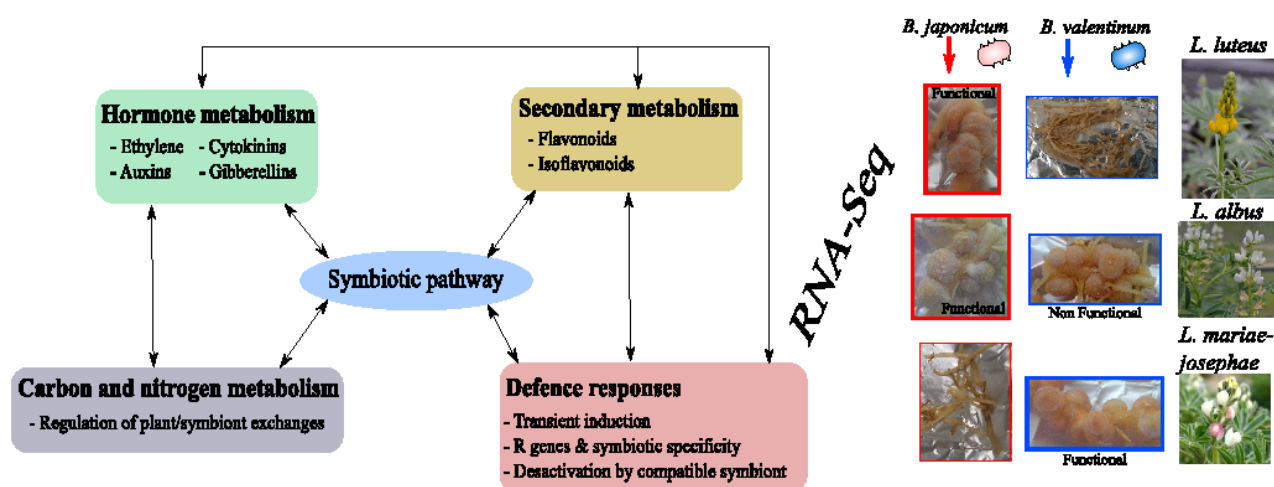 Hormone metabolism
- Ethylene - Cytokinins
- Auxins - Gibberellins
Secondary metabolism
- Flavonoids
- Isoflavonoids
Symbiotic pathway
Carbon and nitrogen metabolism
- Regulation of plant/symbiont exchanges
Defence responses
- Transient induction
- R genes & symbiotic specificity
- Desactivation by compatible symbiont
RNA-Seq
B. japonicum
B. valentinum
L. luteus
Functional
L. albus
Functional
Non Functional
L. mariae-
josephae
Functional